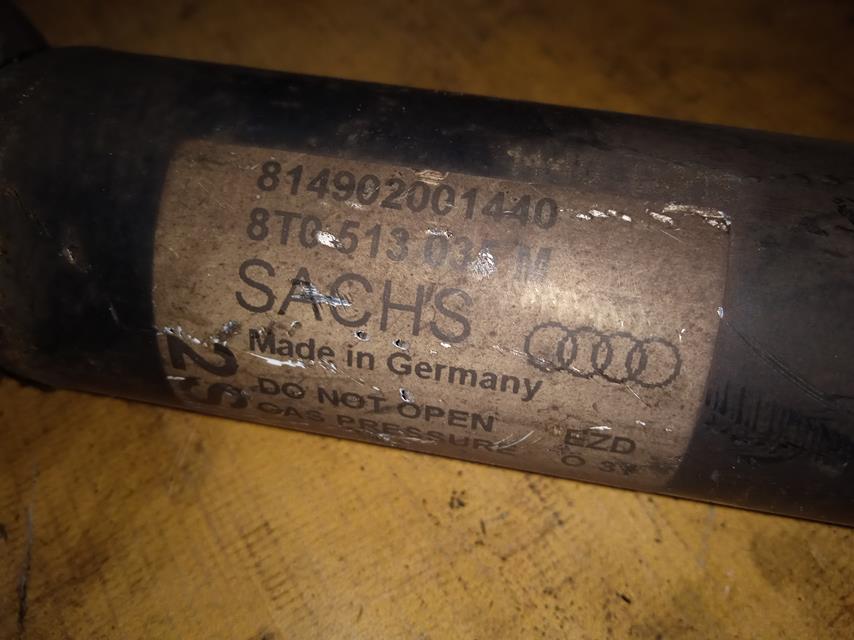 814902001440
8T0 513 035 M
SACHS
Made in Germany
DO NOT OPEN
GAS PRESSURE
EZD